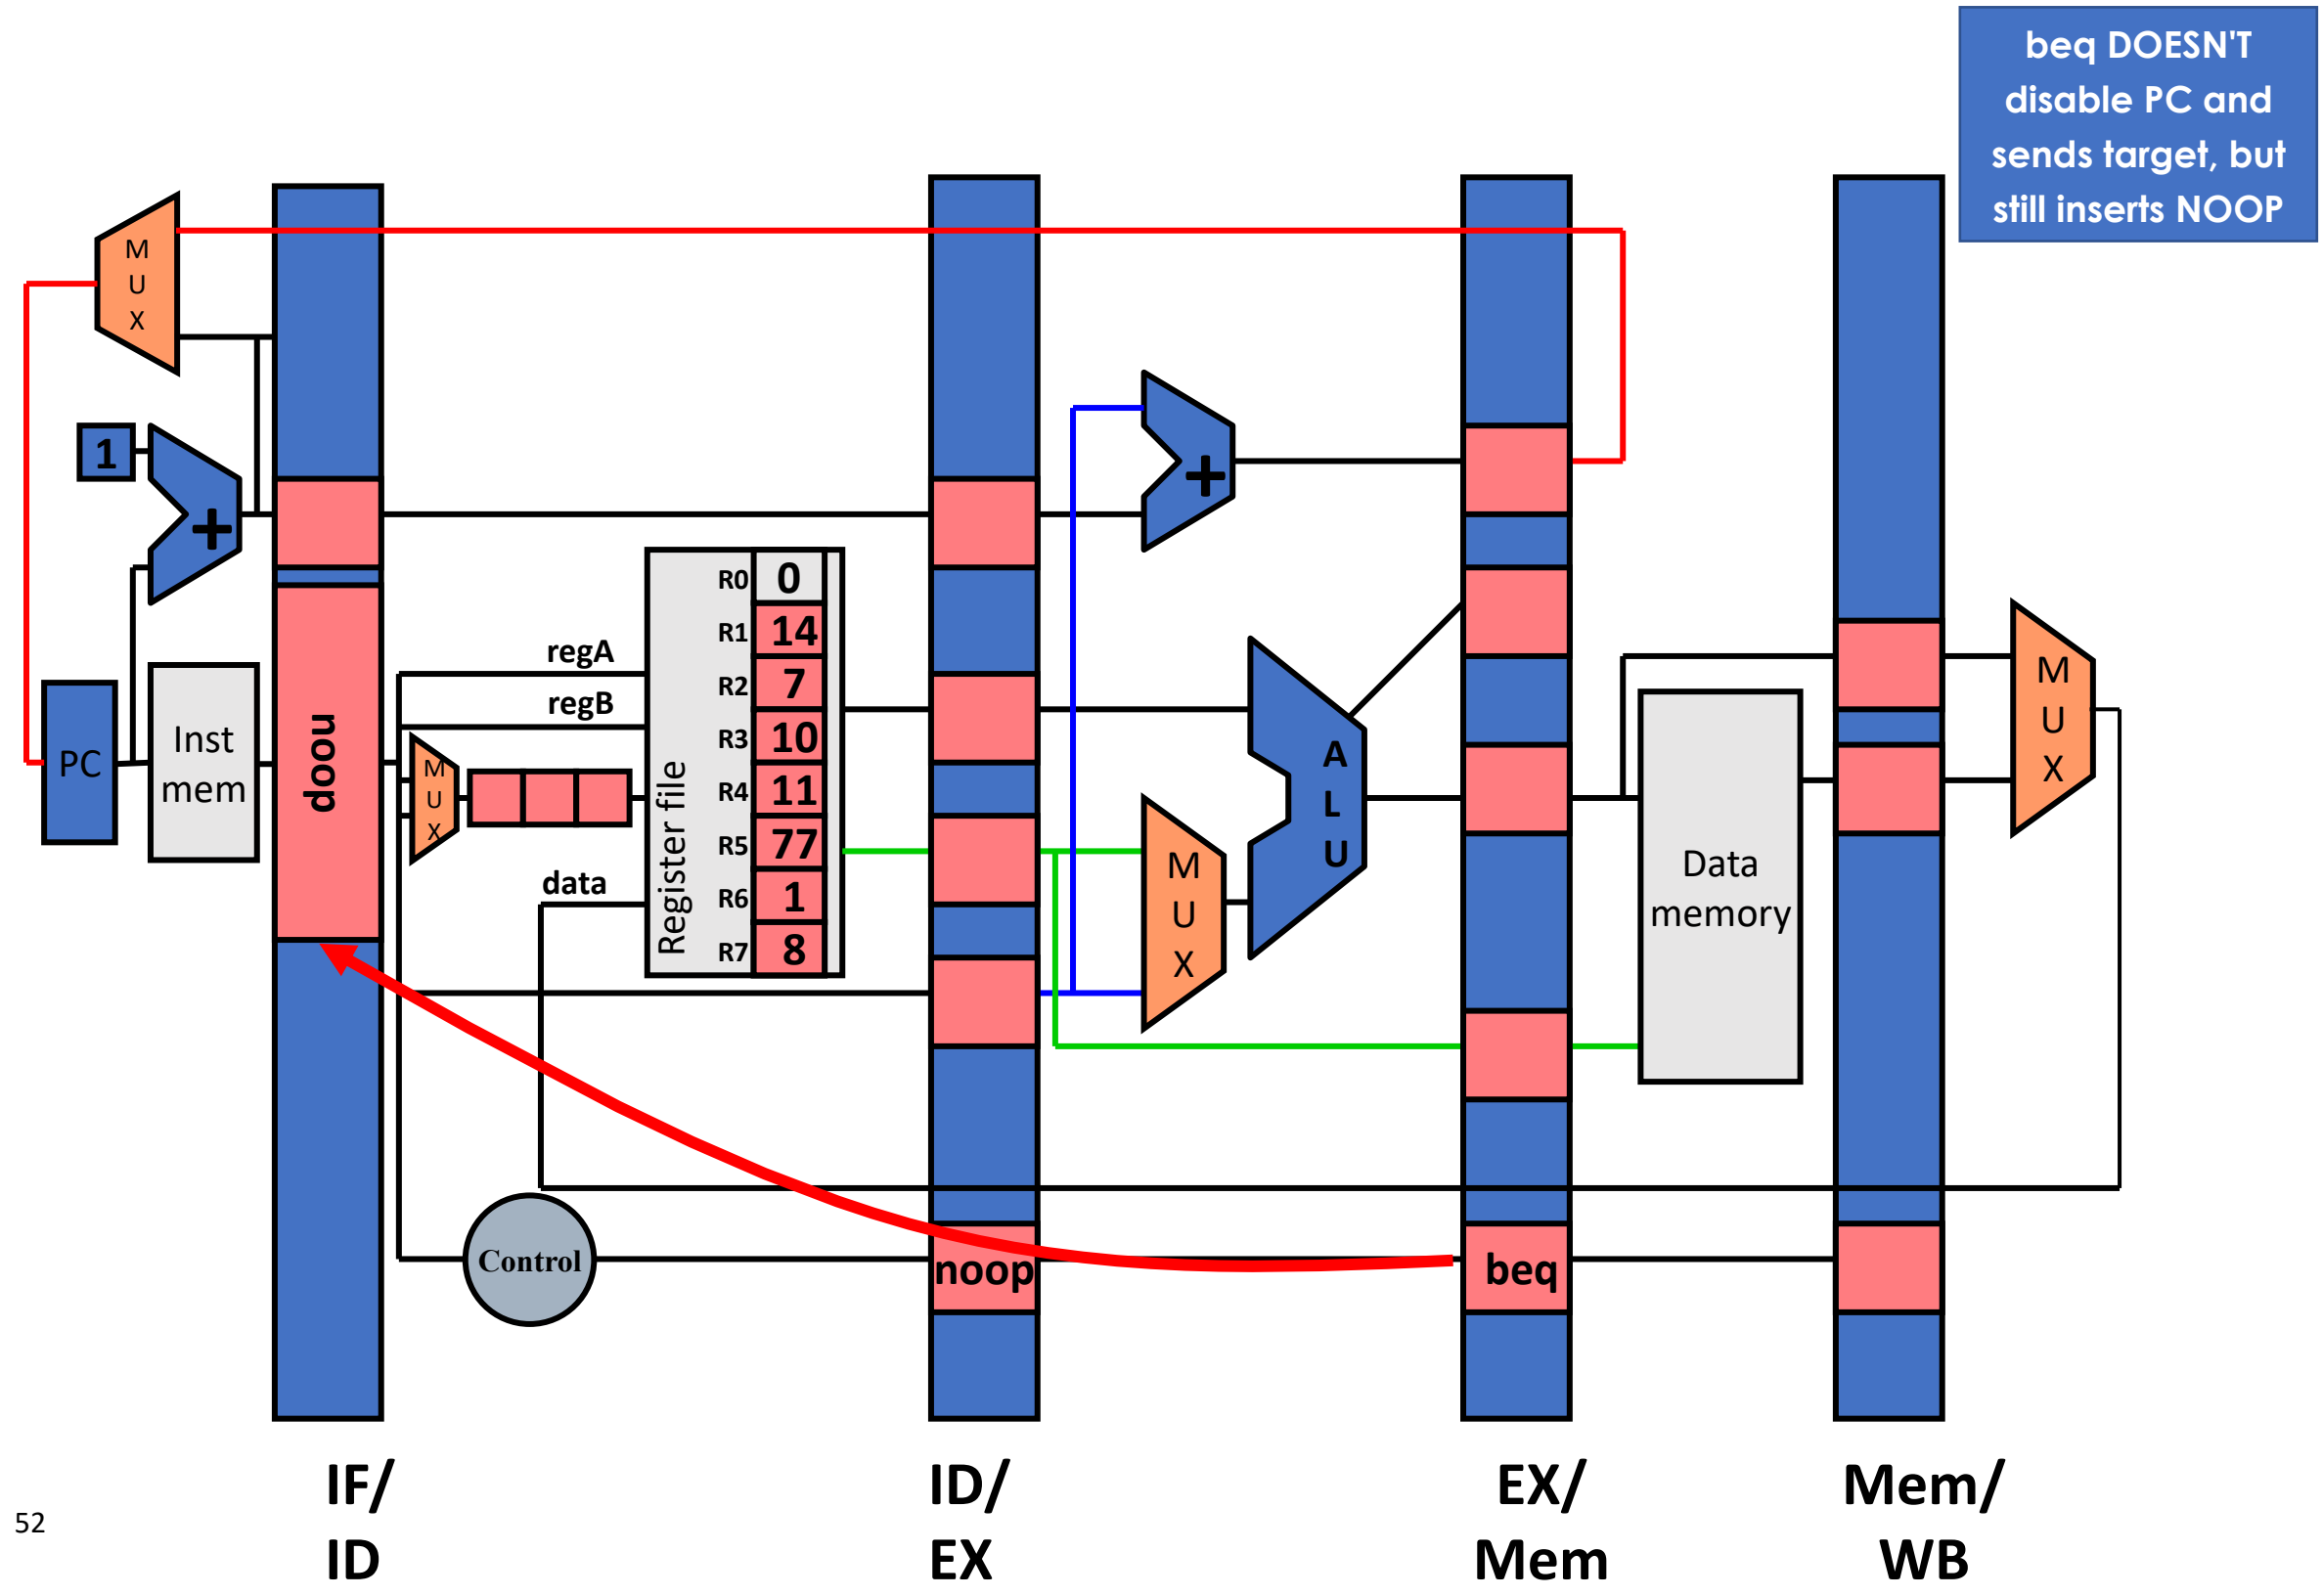 beq DOESN'T
disable PC and
sends target, but
still inserts NOOP
M
U
X
1
+
+
R0 0
R1 14
R2 7
R3 10
R4 11
R5 77
R6 1
R7 8
Register file
regA
regB
data
PC
Inst
mem
noop
M
U
X
M
U
X
A
L
U
Data
memory
M
U
X
Control
noop
beq
IF/
ID
ID/
EX
EX/
Mem
Mem/
WB
52